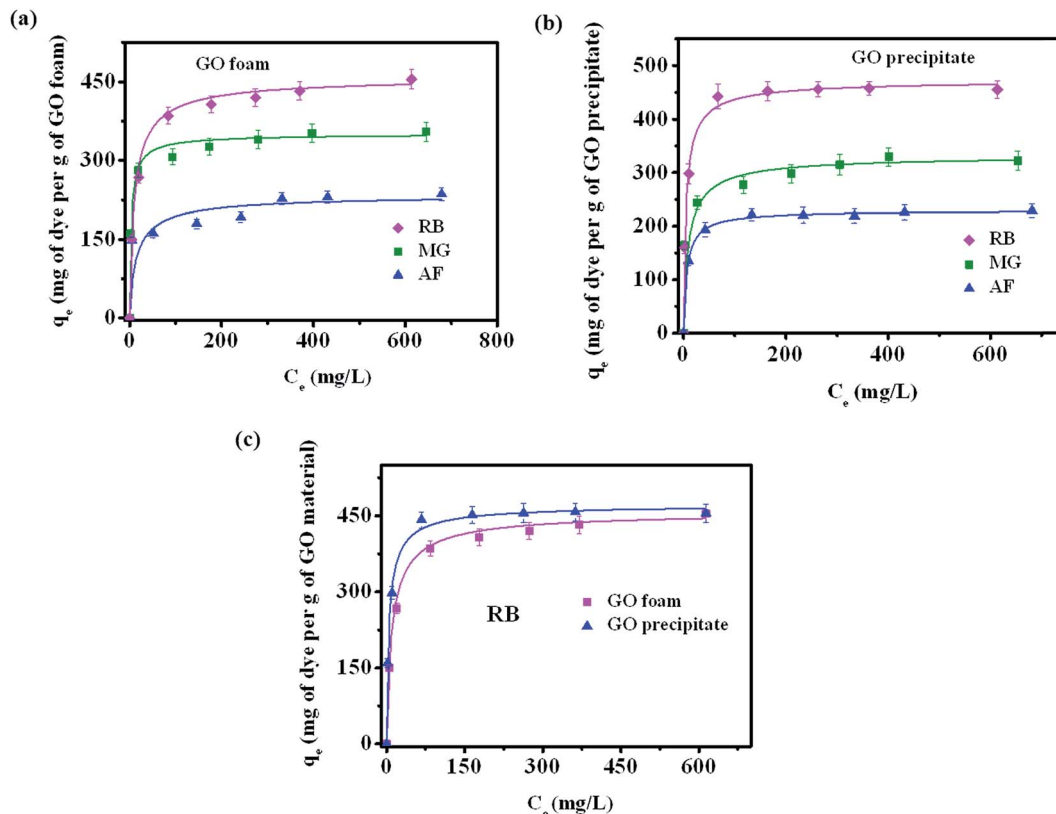 (a)
q_e (mg of dye per g of GO foam)
GO foam
450
300
150
0
RB
MG
AF
0 200 400 600 800
C_e (mg/L)
(b)
q_e (mg of dye per g of GO precipitate)
GO precipitate
500
400
300
200
100
0
RB
MG
AF
0 200 400 600
C_e (mg/L)
(c)
q_e (mg of dye per g of GO material)
450
300
150
0
RB
GO foam
GO precipitate
0 150 300 450 600
C_e (mg/L)